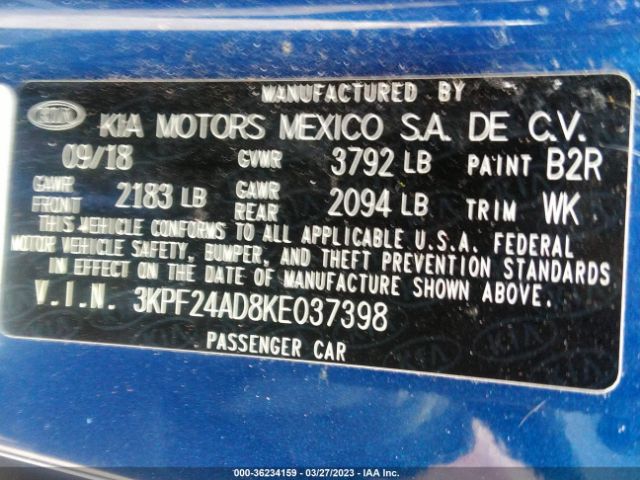 MANUFACTURED BY
KIA KIA MOTORS MEXICO S.A. DE C.V.
09/18 GVWR 3792 LB PAINT B2R
GAWR FRONT 2183 LB GAWR REAR 2094 LB TRIM WK
THIS VEHICLE CONFORMS TO ALL APPLICABLE U.S.A. FEDERAL
MOTOR VEHICLE SAFETY, BUMPER, AND THEFT PREVENTION STANDARDS
IN EFFECT ON THE DATE OF MANUFACTURE SHOWN ABOVE.
V.I.N. 3KPF24AD8KE037398
PASSENGER CAR
000-36234159 — 03/27/2023 — IAA Inc.